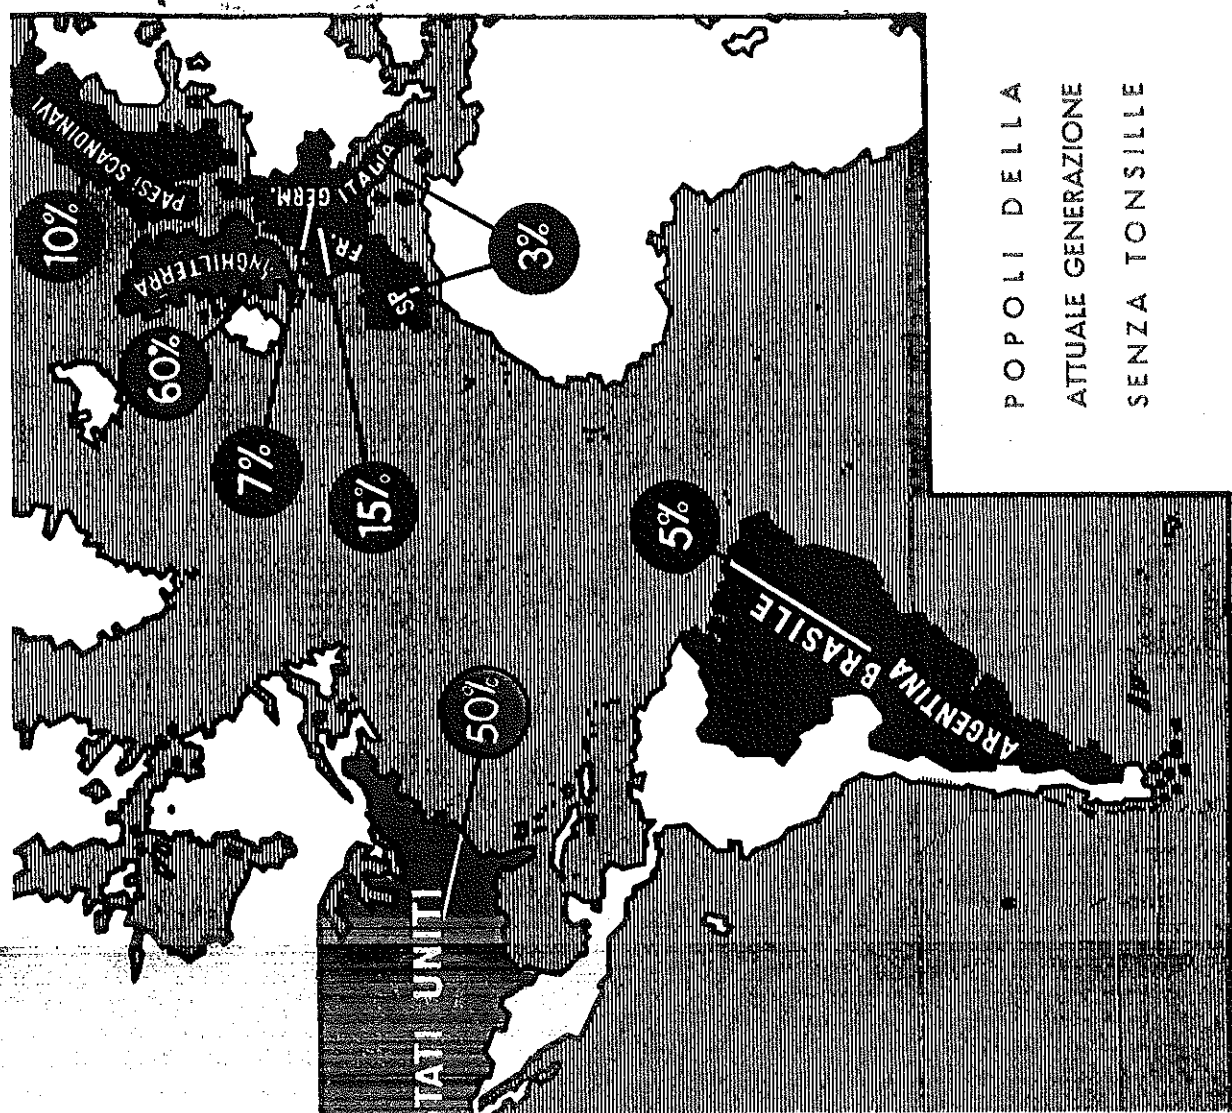 PAESI SCANDINAVI
10%
INGHILTERRA
60%
GERM.
7%
FR.
15%
ITALIA
SP.
3%
TATI UNITI
50%
BRASILE
5%
ARGENTINA
POPOLI DELLA
ATTUALE GENERAZIONE
SENZA TONSILLE